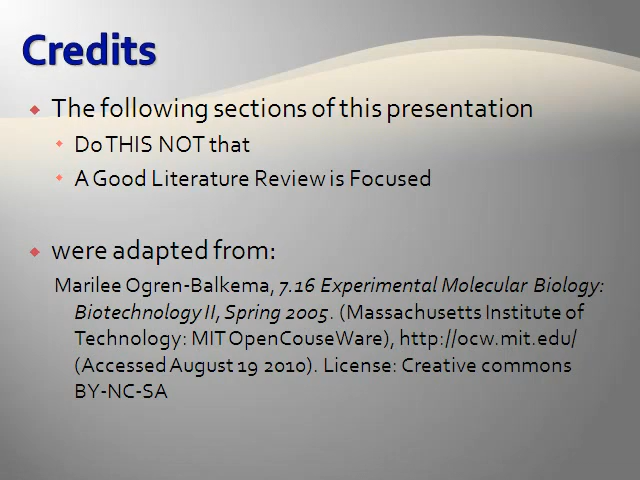 Credits
The following sections of this presentation
Do THIS NOT that
A Good Literature Review is Focused
were adapted from:
Marilee Ogren-Balkema, 7.16 Experimental Molecular Biology:
Biotechnology II, Spring 2005. (Massachusetts Institute of
Technology: MIT OpenCouseWare), http://ocw.mit.edu/
(Accessed August 19 2010). License: Creative commons
BY-NC-SA